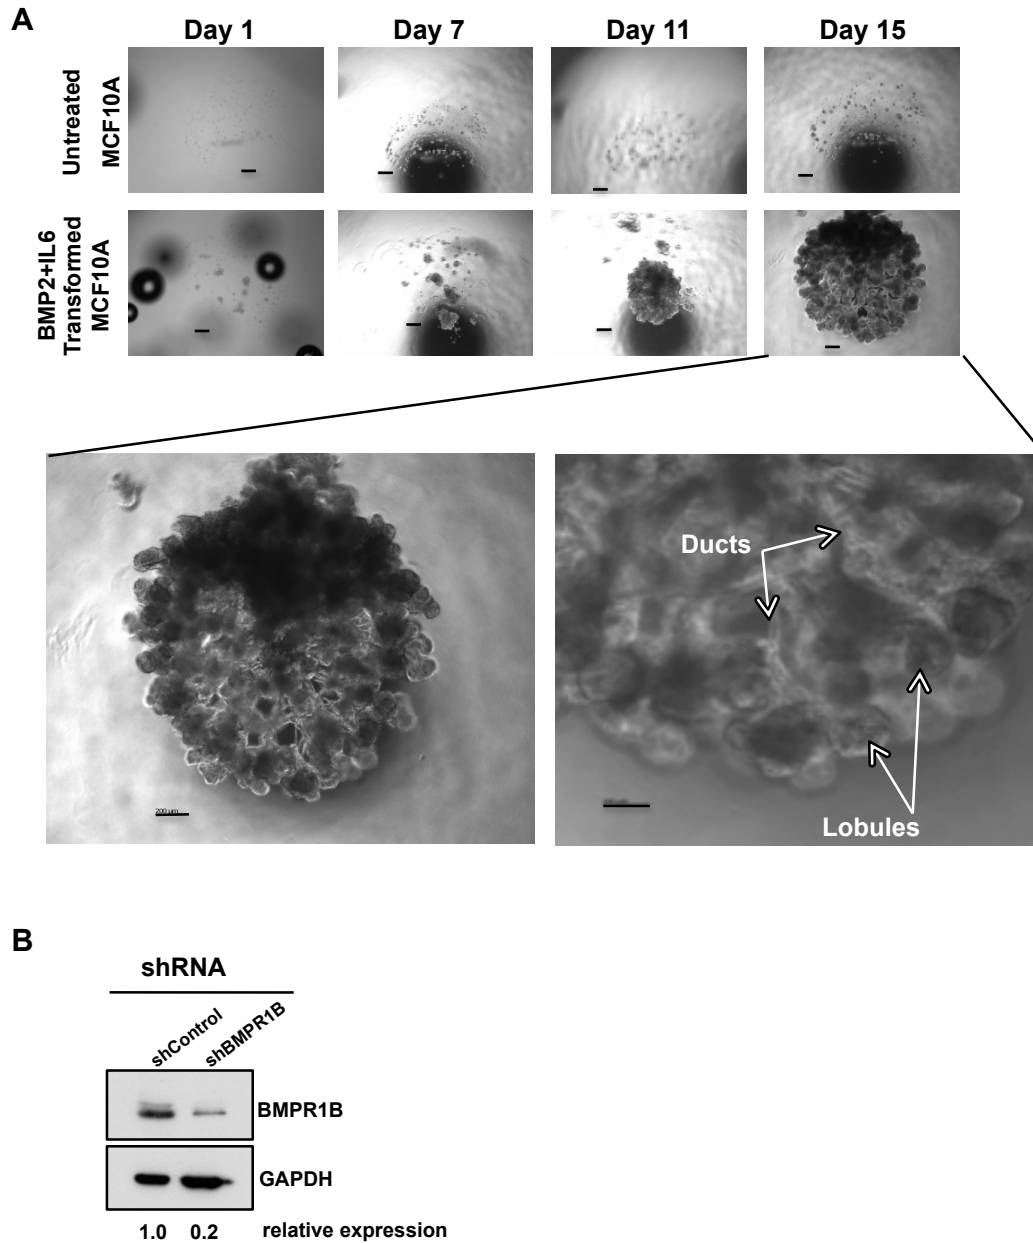 A
Day 1
Day 7
Day 11
Day 15
Untreated
MCF10A
BMP2+IL6
Transformed
MCF10A
Ducts
Lobules
200 µm
B
shRNA
shControl
shBMPR1B
BMPR1B
GAPDH
1.0 0.2 relative expression